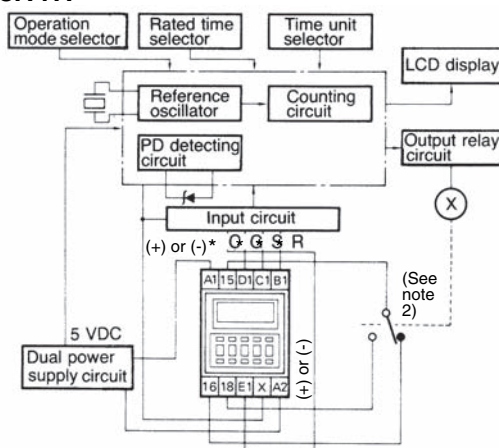 Operation
mode selector
Rated time
selector
Time unit
selector
LCD display
Reference
oscillator
Counting
circuit
PD detecting
circuit
Output relay
circuit
X
Input circuit
(+) or (-)* O G S R
A1 15 D1 C1 B1
(See
note
2)
5 VDC
Dual power
supply circuit
(+) or (-)
16 18 E1 X A2